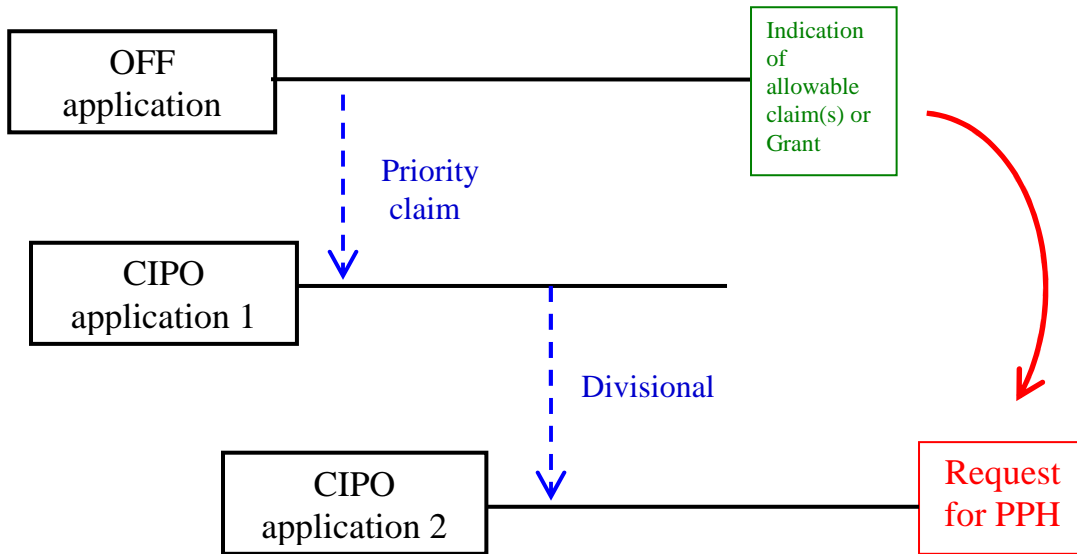 OFF
application
Indication
of
allowable
claim(s) or
Grant
Priority
claim
CIPO
application 1
Divisional
CIPO
application 2
Request
for PPH